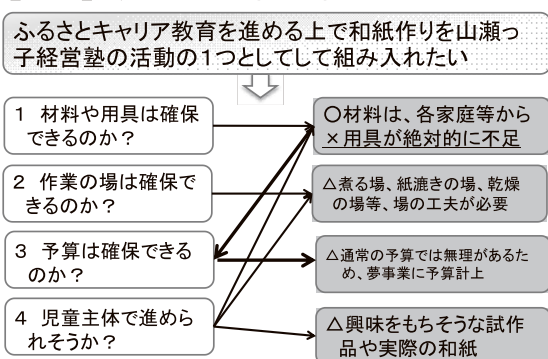 ふるさとキャリア教育を進める上で和紙作りを山瀬っ
子経営塾の活動の1つとしてして組み入れたい
1 材料や用具は確保
できるのか?
○材料は、各家庭等から
×用具が絶対的に不足
2 作業の場は確保で
きるのか?
△煮る場、紙漉きの場、乾燥
の場等、場の工夫が必要
3 予算は確保できる
のか?
△通常の予算では無理があるた
め、夢事業に予算計上
4 児童主体で進めら
れそうか?
△興味をもちそうな試作
品や実際の和紙